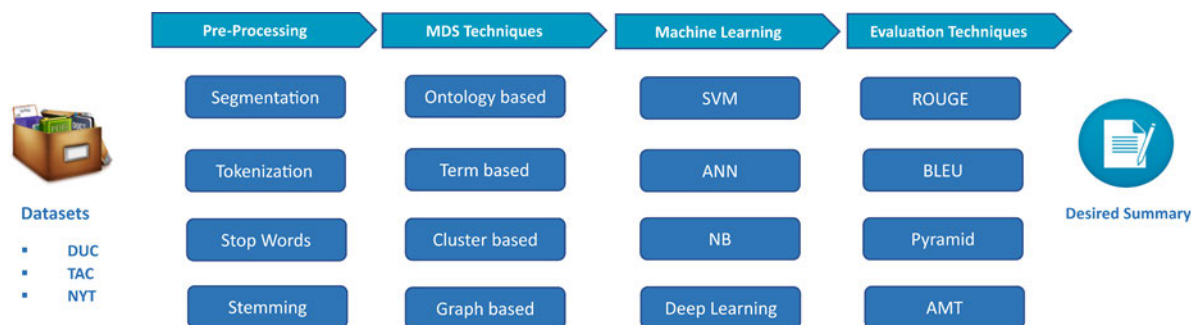 Pre-Processing
MDS Techniques
Machine Learning
Evaluation Techniques
Segmentation
Ontology based
SVM
ROUGE
Tokenization
Term based
ANN
BLEU
Datasets
Desired Summary
Stop Words
Cluster based
NB
Pyramid
DUC
TAC
NYT
Stemming
Graph based
Deep Learning
AMT